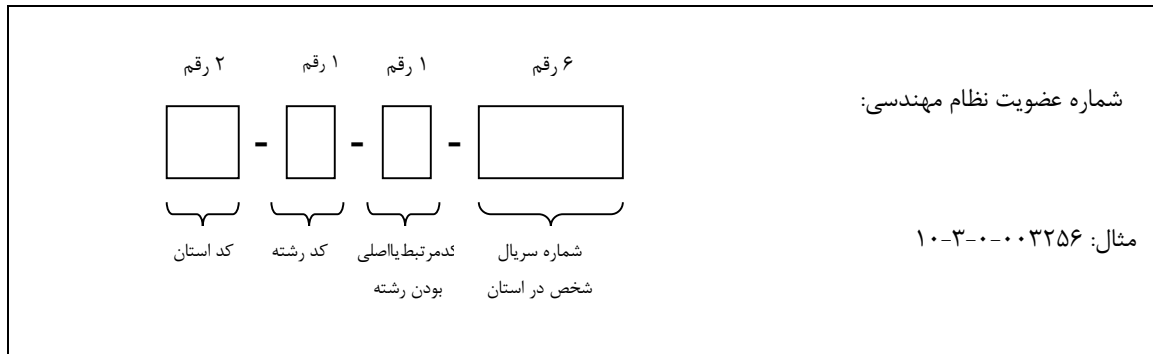 ۲ رقم ۱ رقم ۱ رقم ۶ رقم
شماره عضویت نظام مهندسی:
- - -
کد استان کد رشته کدمرتبط‌یااصلی بودن رشته شماره سریال شخص در استان
مثال: ۱۰-۳-۰-۰۰۳۲۵۶